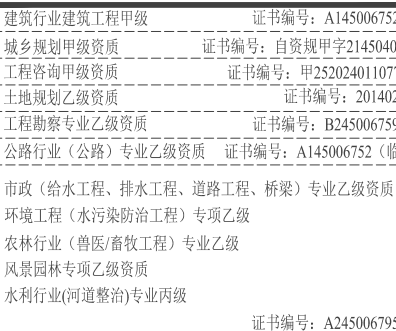 建筑行业建筑工程甲级 证书编号：A145006752
城乡规划甲级资质 证书编号：自资规甲字2145040
工程咨询甲级资质 证书编号：甲25202401107
土地规划乙级资质 证书编号：201402
工程勘察专业乙级资质 证书编号：B245006759
公路行业（公路）专业乙级资质 证书编号：A145006752（临
市政（给水工程、排水工程、道路工程、桥梁）专业乙级资质
环境工程（水污染防治工程）专项乙级
农林行业（兽医/畜牧工程）专业乙级
风景园林专项乙级资质
水利行业(河道整治)专业丙级
证书编号：A245006795